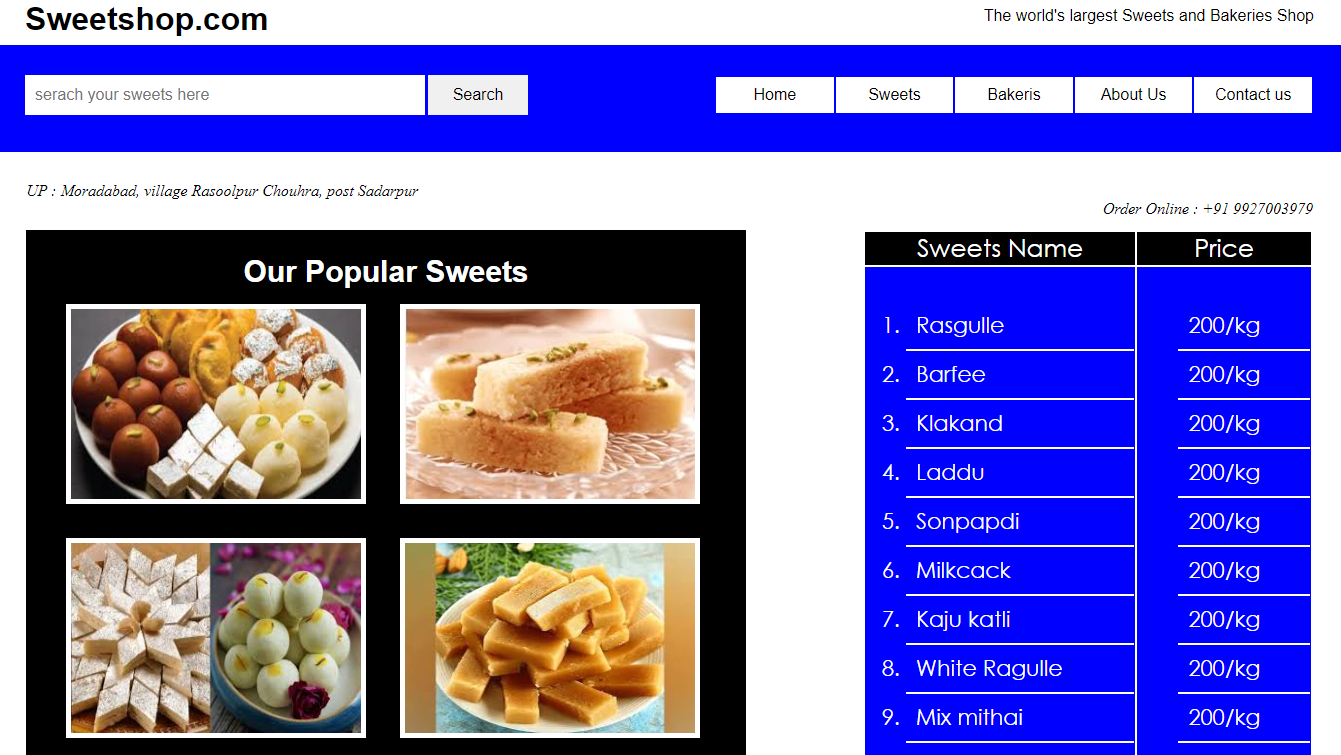 Sweetshop.com
The world's largest Sweets and Bakeries Shop
serach your sweets here
Search
Home
Sweets
Bakeris
About Us
Contact us
UP : Moradabad, village Rasoolpur Chouhra, post Sadarpur
Order Online : +91 9927003979
Our Popular Sweets
Sweets Name Price
1. Rasgulle 200/kg
2. Barfee 200/kg
3. Klakand 200/kg
4. Laddu 200/kg
5. Sonpapdi 200/kg
6. Milkcack 200/kg
7. Kaju katli 200/kg
8. White Ragulle 200/kg
9. Mix mithai 200/kg